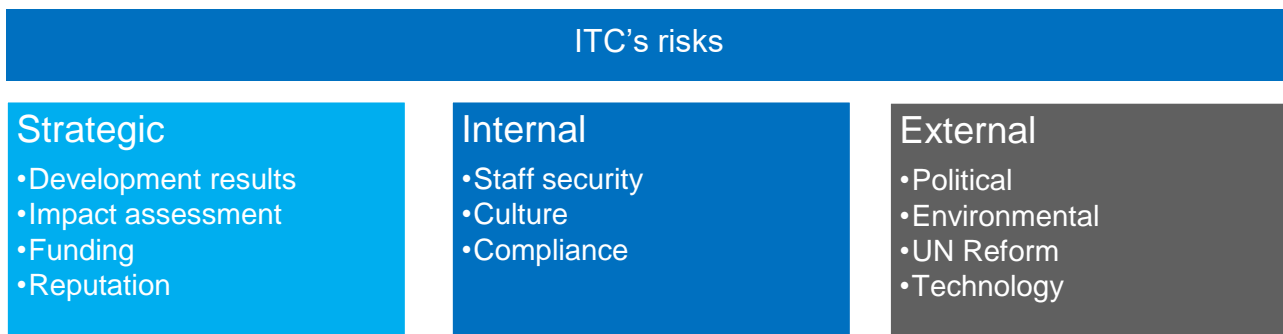 ITC’s risks
Strategic
•Development results
•Impact assessment
•Funding
•Reputation
Internal
•Staff security
•Culture
•Compliance
External
•Political
•Environmental
•UN Reform
•Technology